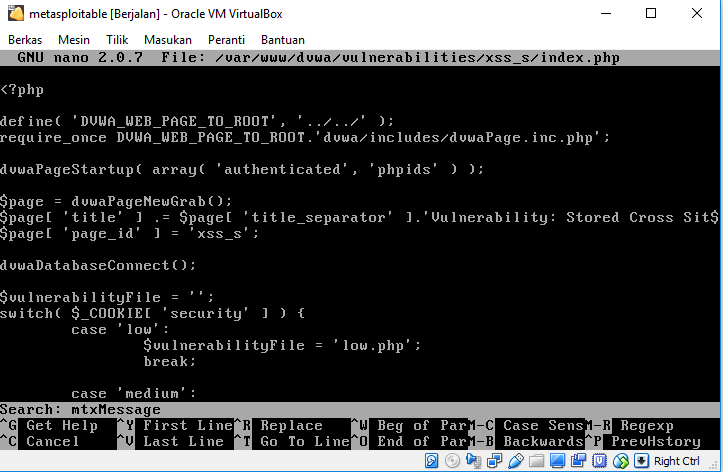 metasploitable [Berjalan] - Oracle VM VirtualBox
Berkas Mesin Tilik Masukan Peranti Bantuan
GNU nano 2.0.7 File: /var/www/dvwa/vulnerabilities/xss_s/index.php
<?php
define( 'DVWA_WEB_PAGE_TO_ROOT', '../../' );
require_once DVWA_WEB_PAGE_TO_ROOT.'dvwa/includes/dvwaPage.inc.php';
dvwaPageStartup( array( 'authenticated', 'phpids' ) );
$page = dvwaPageNewGrab();
$page[ 'title' ] .= $page[ 'title_separator' ].'Vulnerability: Stored Cross Sit$
$page[ 'page_id' ] = 'xss_s';
dvwaDatabaseConnect();
$vulnerabilityFile = '';
switch( $_COOKIE[ 'security' ] ) {
case 'low':
$vulnerabilityFile = 'low.php';
break;
case 'medium':
Search: mtxMessage
^G Get Help ^Y First Line^R Replace ^W Beg of ParM-C Case SensM-R Regexp
^C Cancel ^V Last Line ^T Go To Line^O End of ParM-B Backwards^P PrevHstory
Right Ctrl